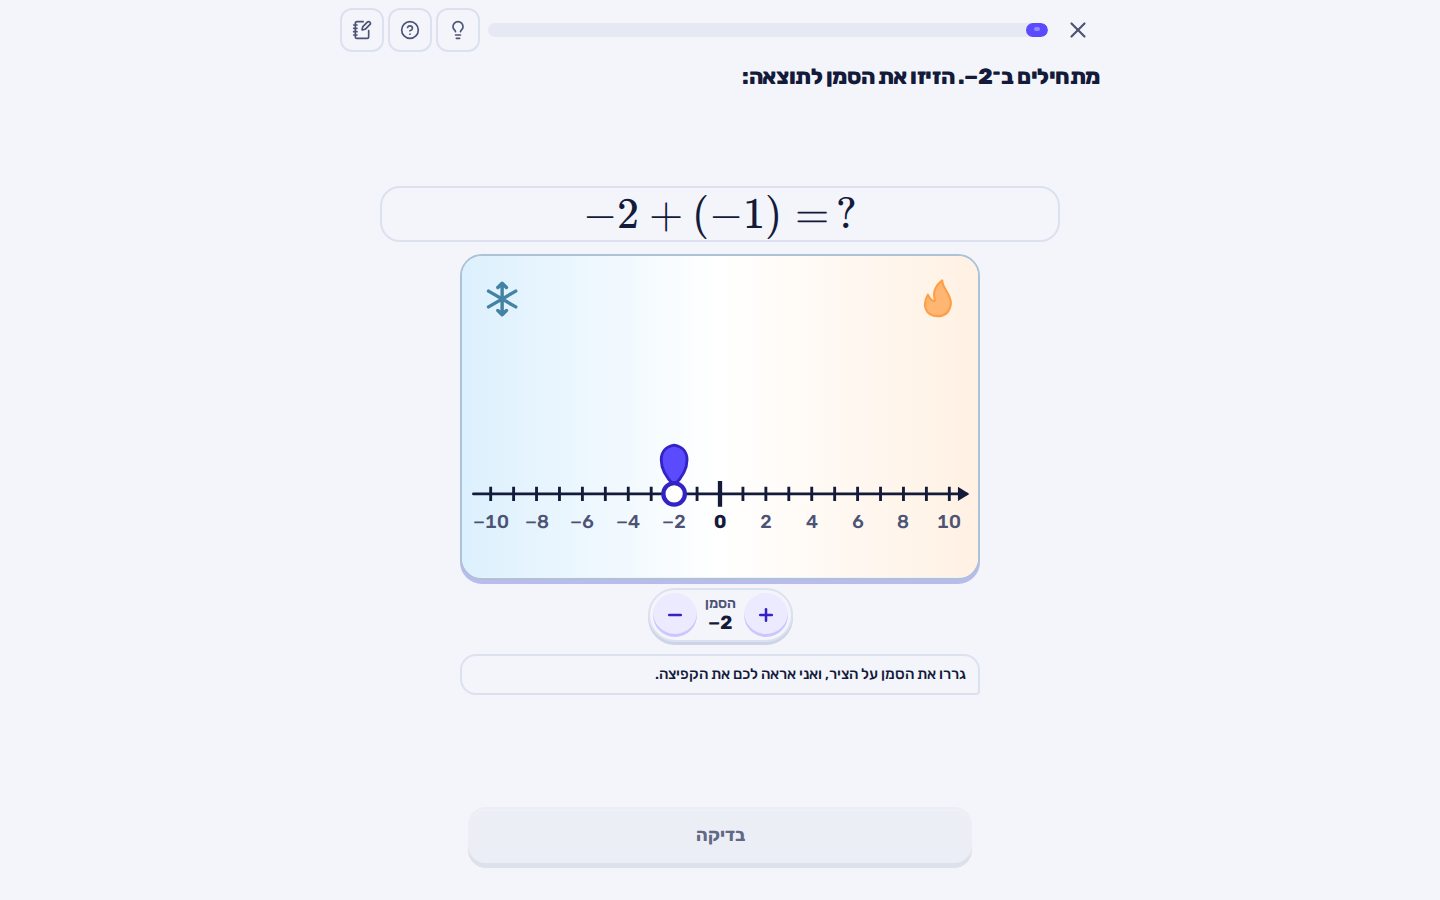 מתחילים ב־−2. הזיזו את הסמן לתוצאה:
−2 + (−1) = ?
−10 −8 −6 −4 −2 0 2 4 6 8 10
הסמן
− −2 +
גררו את הסמן על הציר, ואני אראה לכם את הקפיצה.
בדיקה